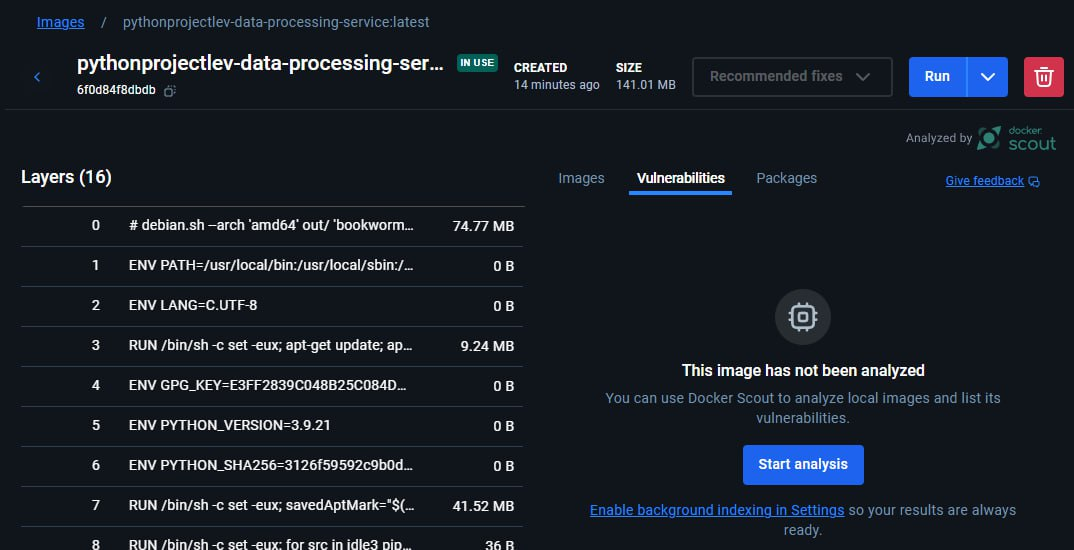 Images / pythonprojectlev-data-processing-service:latest
pythonprojectlev-data-processing-ser... IN USE
6f0d84f8dbdb
CREATED
14 minutes ago
SIZE
141.01 MB
Recommended fixes
Run
Analyzed by docker scout
Layers (16)
Images Vulnerabilities Packages Give feedback
0 # debian.sh --arch 'amd64' out/ 'bookworm... 74.77 MB
1 ENV PATH=/usr/local/bin:/usr/local/sbin:/... 0 B
2 ENV LANG=C.UTF-8 0 B
3 RUN /bin/sh -c set -eux; apt-get update; ap... 9.24 MB
4 ENV GPG_KEY=E3FF2839C048B25C084D... 0 B
5 ENV PYTHON_VERSION=3.9.21 0 B
6 ENV PYTHON_SHA256=3126f59592c9b0d... 0 B
7 RUN /bin/sh -c set -eux; savedAptMark="$(... 41.52 MB
8 RUN /bin/sh -c set -eux; for src in idle3 pip... 36 B
This image has not been analyzed
You can use Docker Scout to analyze local images and list its
vulnerabilities.
Start analysis
Enable background indexing in Settings so your results are always
ready.